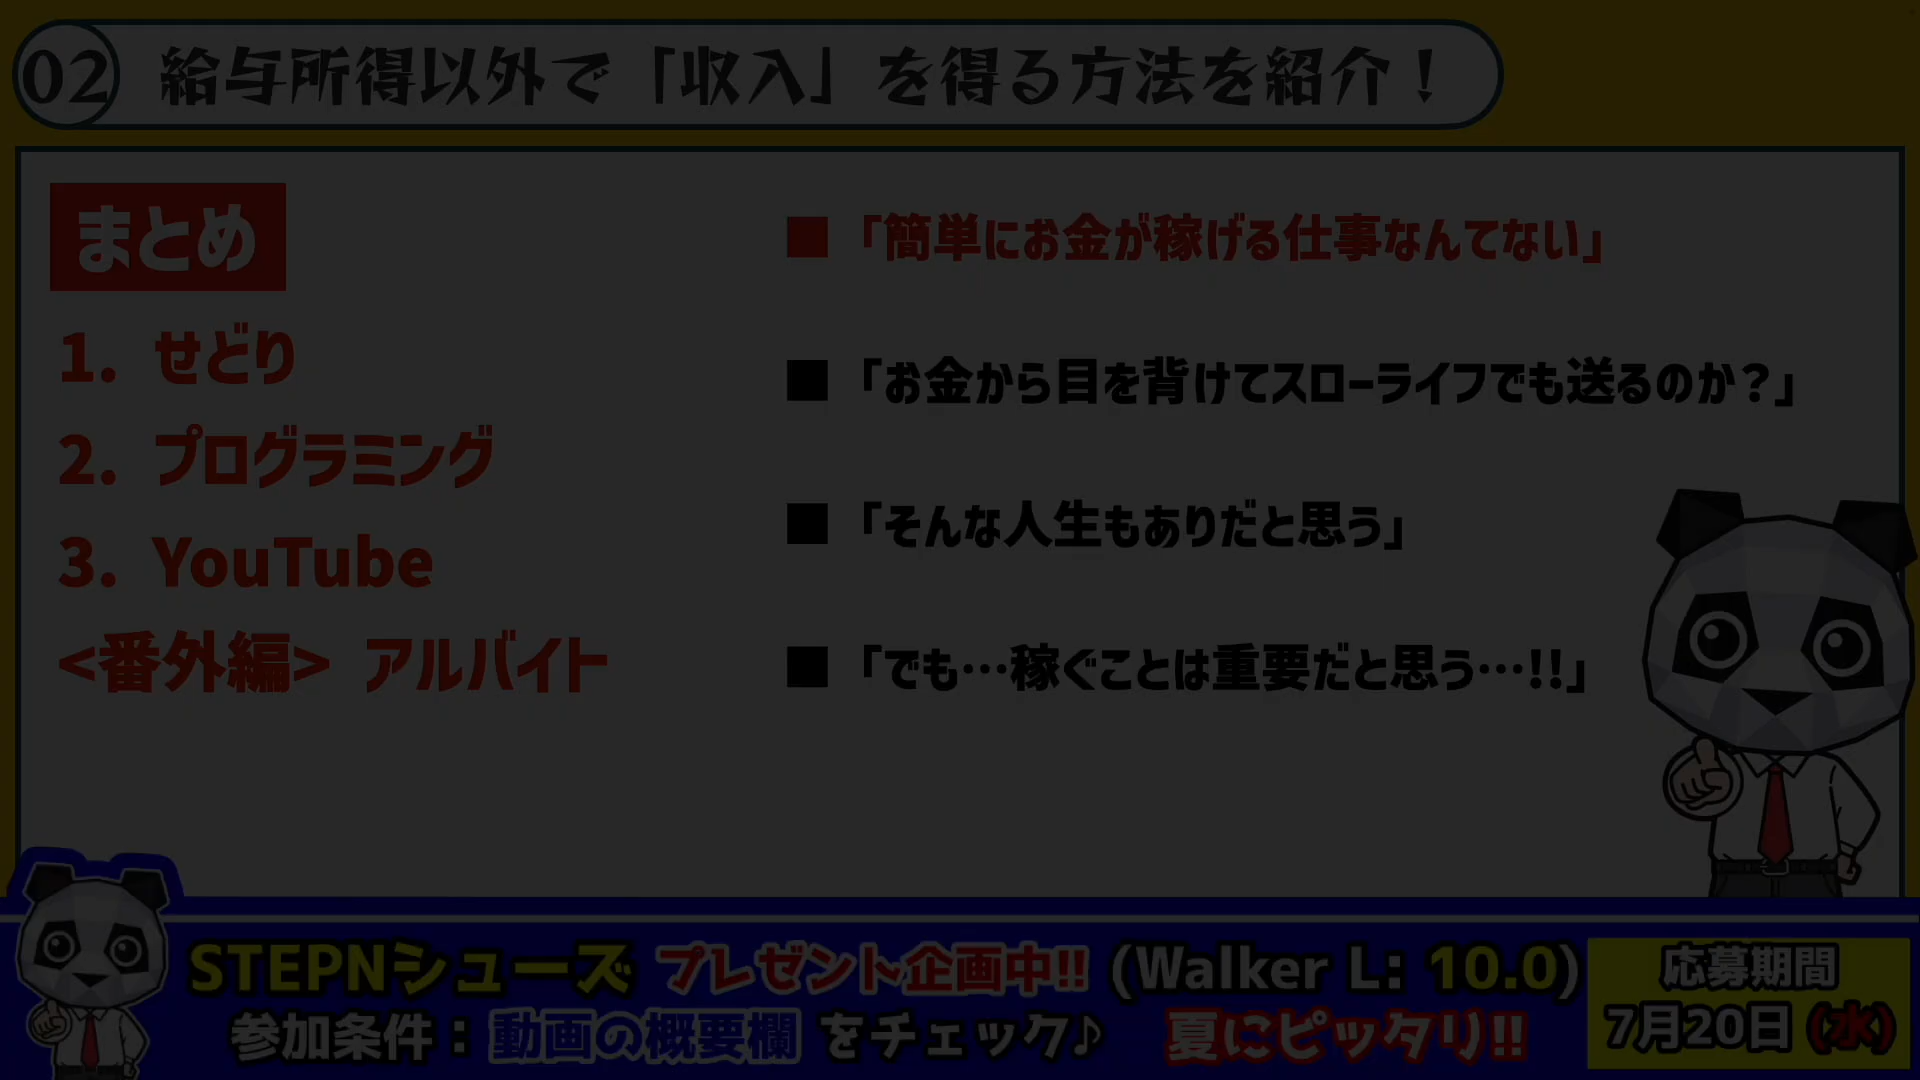 02 給与所得以外で「収入」を得る方法を紹介！
まとめ
1. せどり
2. プログラミング
3. YouTube
<番外編> アルバイト
■「簡単にお金が稼げる仕事なんてない」
■「お金から目を背けてスローライフでも送るのか？」
■「そんな人生もありだと思う」
■「でも…稼ぐことは重要だと思う…!!」
STEPNシューズ プレゼント企画中!! (Walker L: 10.0)
参加条件：動画の概要欄 をチェック♪ 夏にピッタリ!!
応募期間
7月20日(水)